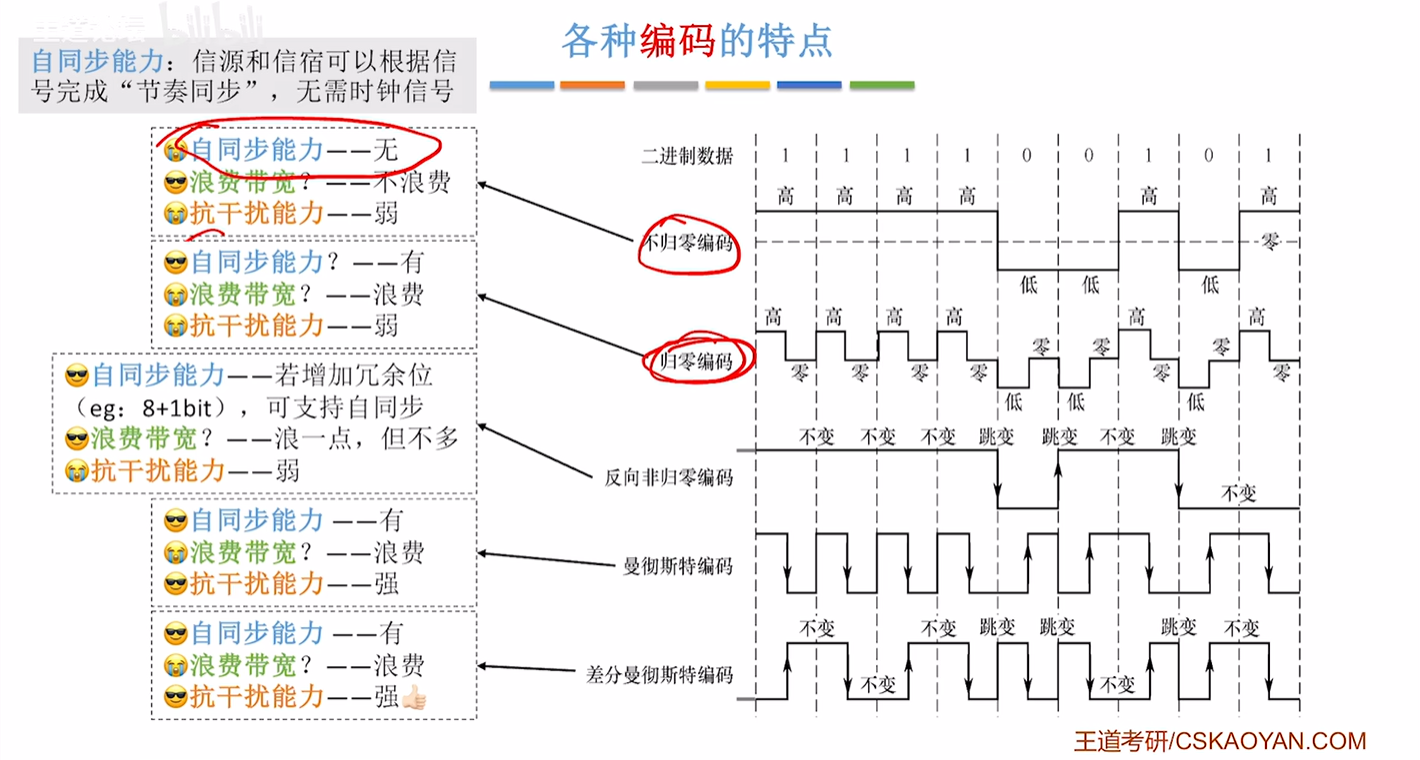 王道论坛
bilibili
各种编码的特点
自同步能力：信源和信宿可以根据信
号完成“节奏同步”，无需时钟信号
自同步能力——无
浪费带宽？——不浪费
抗干扰能力——弱
自同步能力？——有
浪费带宽？——浪费
抗干扰能力——弱
自同步能力——若增加冗余位
（eg：8+1bit），可支持自同步
浪费带宽？——浪一点，但不多
抗干扰能力——弱
自同步能力 ——有
浪费带宽？——浪费
抗干扰能力——强
自同步能力 ——有
浪费带宽？——浪费
抗干扰能力——强
二进制数据 1 1 1 1 0 0 1 0 1
高 高 高 高 高 高
不归零编码 零
低 低 低
高 高 高 高 高 高
零 零 零
归零编码 零 零 零 零 零 零
低 低 低
不变 不变 不变 跳变 跳变 不变 跳变
反向非归零编码 不变
曼彻斯特编码
不变 不变 跳变 跳变 跳变 不变
差分曼彻斯特编码 不变 不变
王道考研/CSKAOYAN.COM